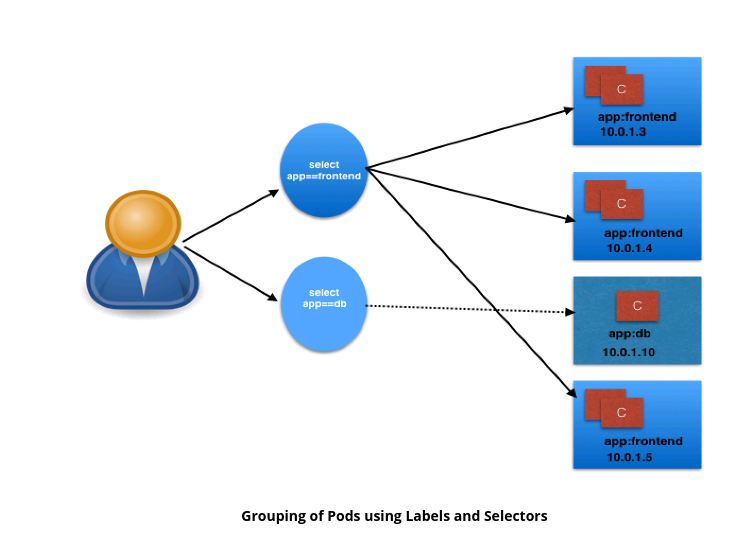 C
app:frontend
10.0.1.3
select
app==frontend
C
app:frontend
10.0.1.4
select
app==db
C
app:db
10.0.1.10
C
app:frontend
10.0.1.5
Grouping of Pods using Labels and Selectors